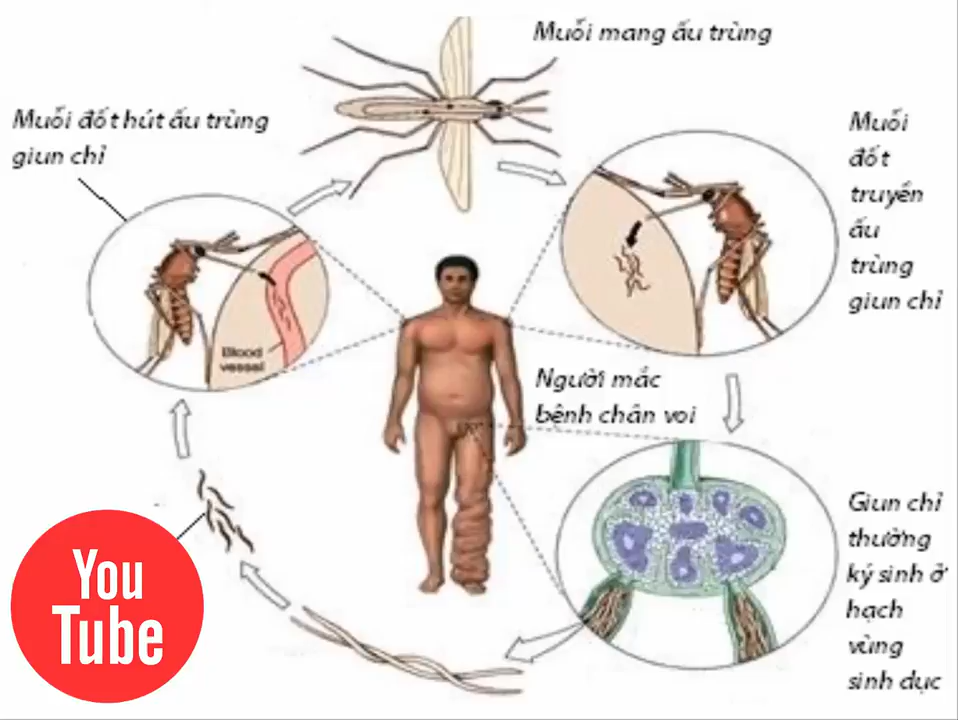 Muỗi mang ấu trùng
Muỗi đốt hút ấu trùng
giun chỉ
Muỗi
đốt
truyền
ấu
trùng
giun chỉ
Blood
vessel
Người mắc
bệnh chân voi
Giun chỉ
thường
ký sinh ở
hạch
vùng
sinh dục
You
Tube